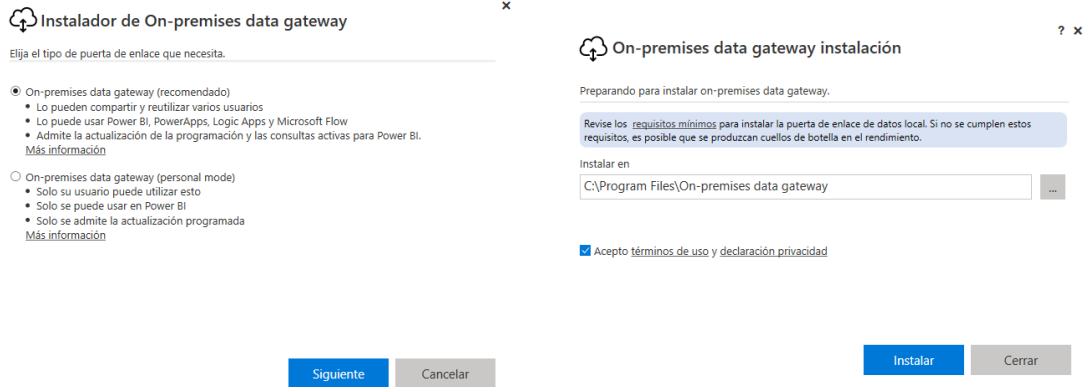 Instalador de On-premises data gateway
Elija el tipo de puerta de enlace que necesita.
On-premises data gateway (recomendado)
• Lo pueden compartir y reutilizar varios usuarios
• Lo puede usar Power BI, PowerApps, Logic Apps y Microsoft Flow
• Admite la actualización de la programación y las consultas activas para Power BI.
Más información
On-premises data gateway (personal mode)
• Solo su usuario puede utilizar esto
• Solo se puede usar en Power BI
• Solo se admite la actualización programada
Más información
Siguiente
Cancelar
? ×
On-premises data gateway instalación
Preparando para instalar on-premises data gateway.
Revise los requisitos mínimos para instalar la puerta de enlace de datos local. Si no se cumplen estos
requisitos, es posible que se produzcan cuellos de botella en el rendimiento.
Instalar en
C:\Program Files\On-premises data gateway
...
Acepto términos de uso y declaración privacidad
Instalar
Cerrar